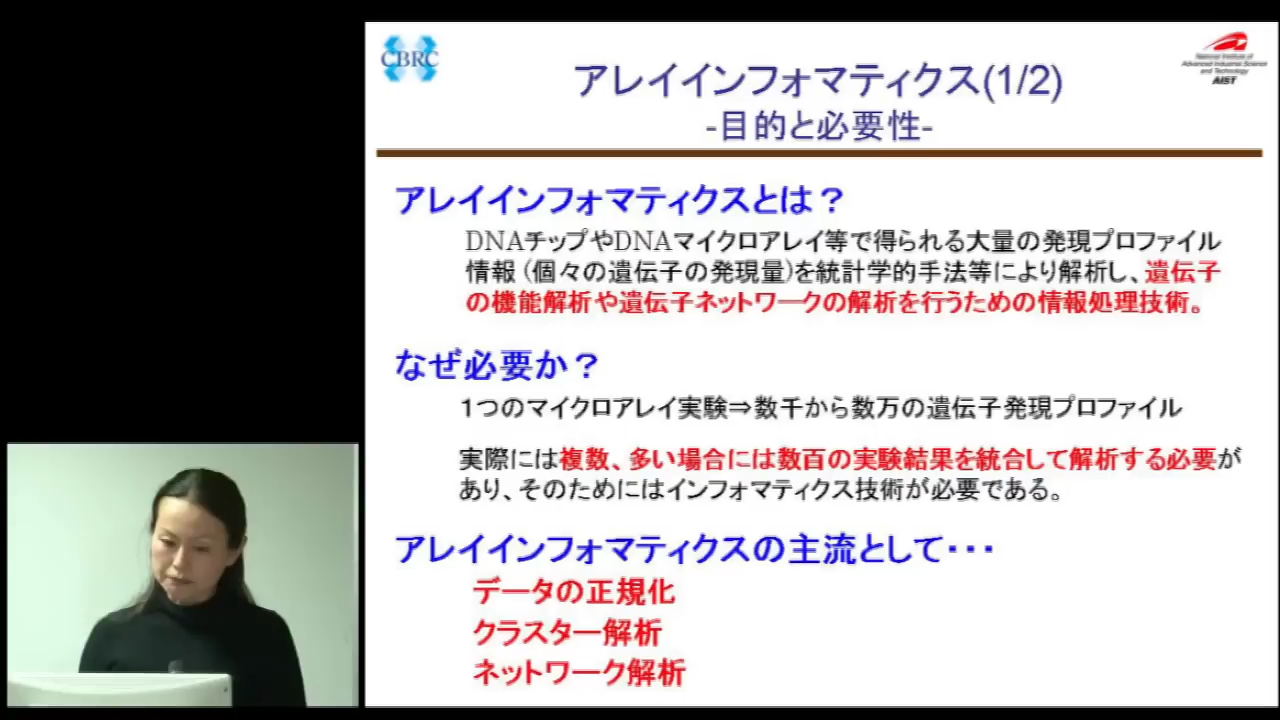 CBRC
National Institute of
Advanced Industrial Science
and Technology
AIST
アレイインフォマティクス(1/2)
-目的と必要性-
アレイインフォマティクスとは？
DNAチップやDNAマイクロアレイ等で得られる大量の発現プロファイル
情報 (個々の遺伝子の発現量)を統計学的手法等により解析し、遺伝子
の機能解析や遺伝子ネットワークの解析を行うための情報処理技術。
なぜ必要か？
１つのマイクロアレイ実験⇒数千から数万の遺伝子発現プロファイル
実際には複数、多い場合には数百の実験結果を統合して解析する必要が
あり、そのためにはインフォマティクス技術が必要である。
アレイインフォマティクスの主流として・・・
データの正規化
クラスター解析
ネットワーク解析